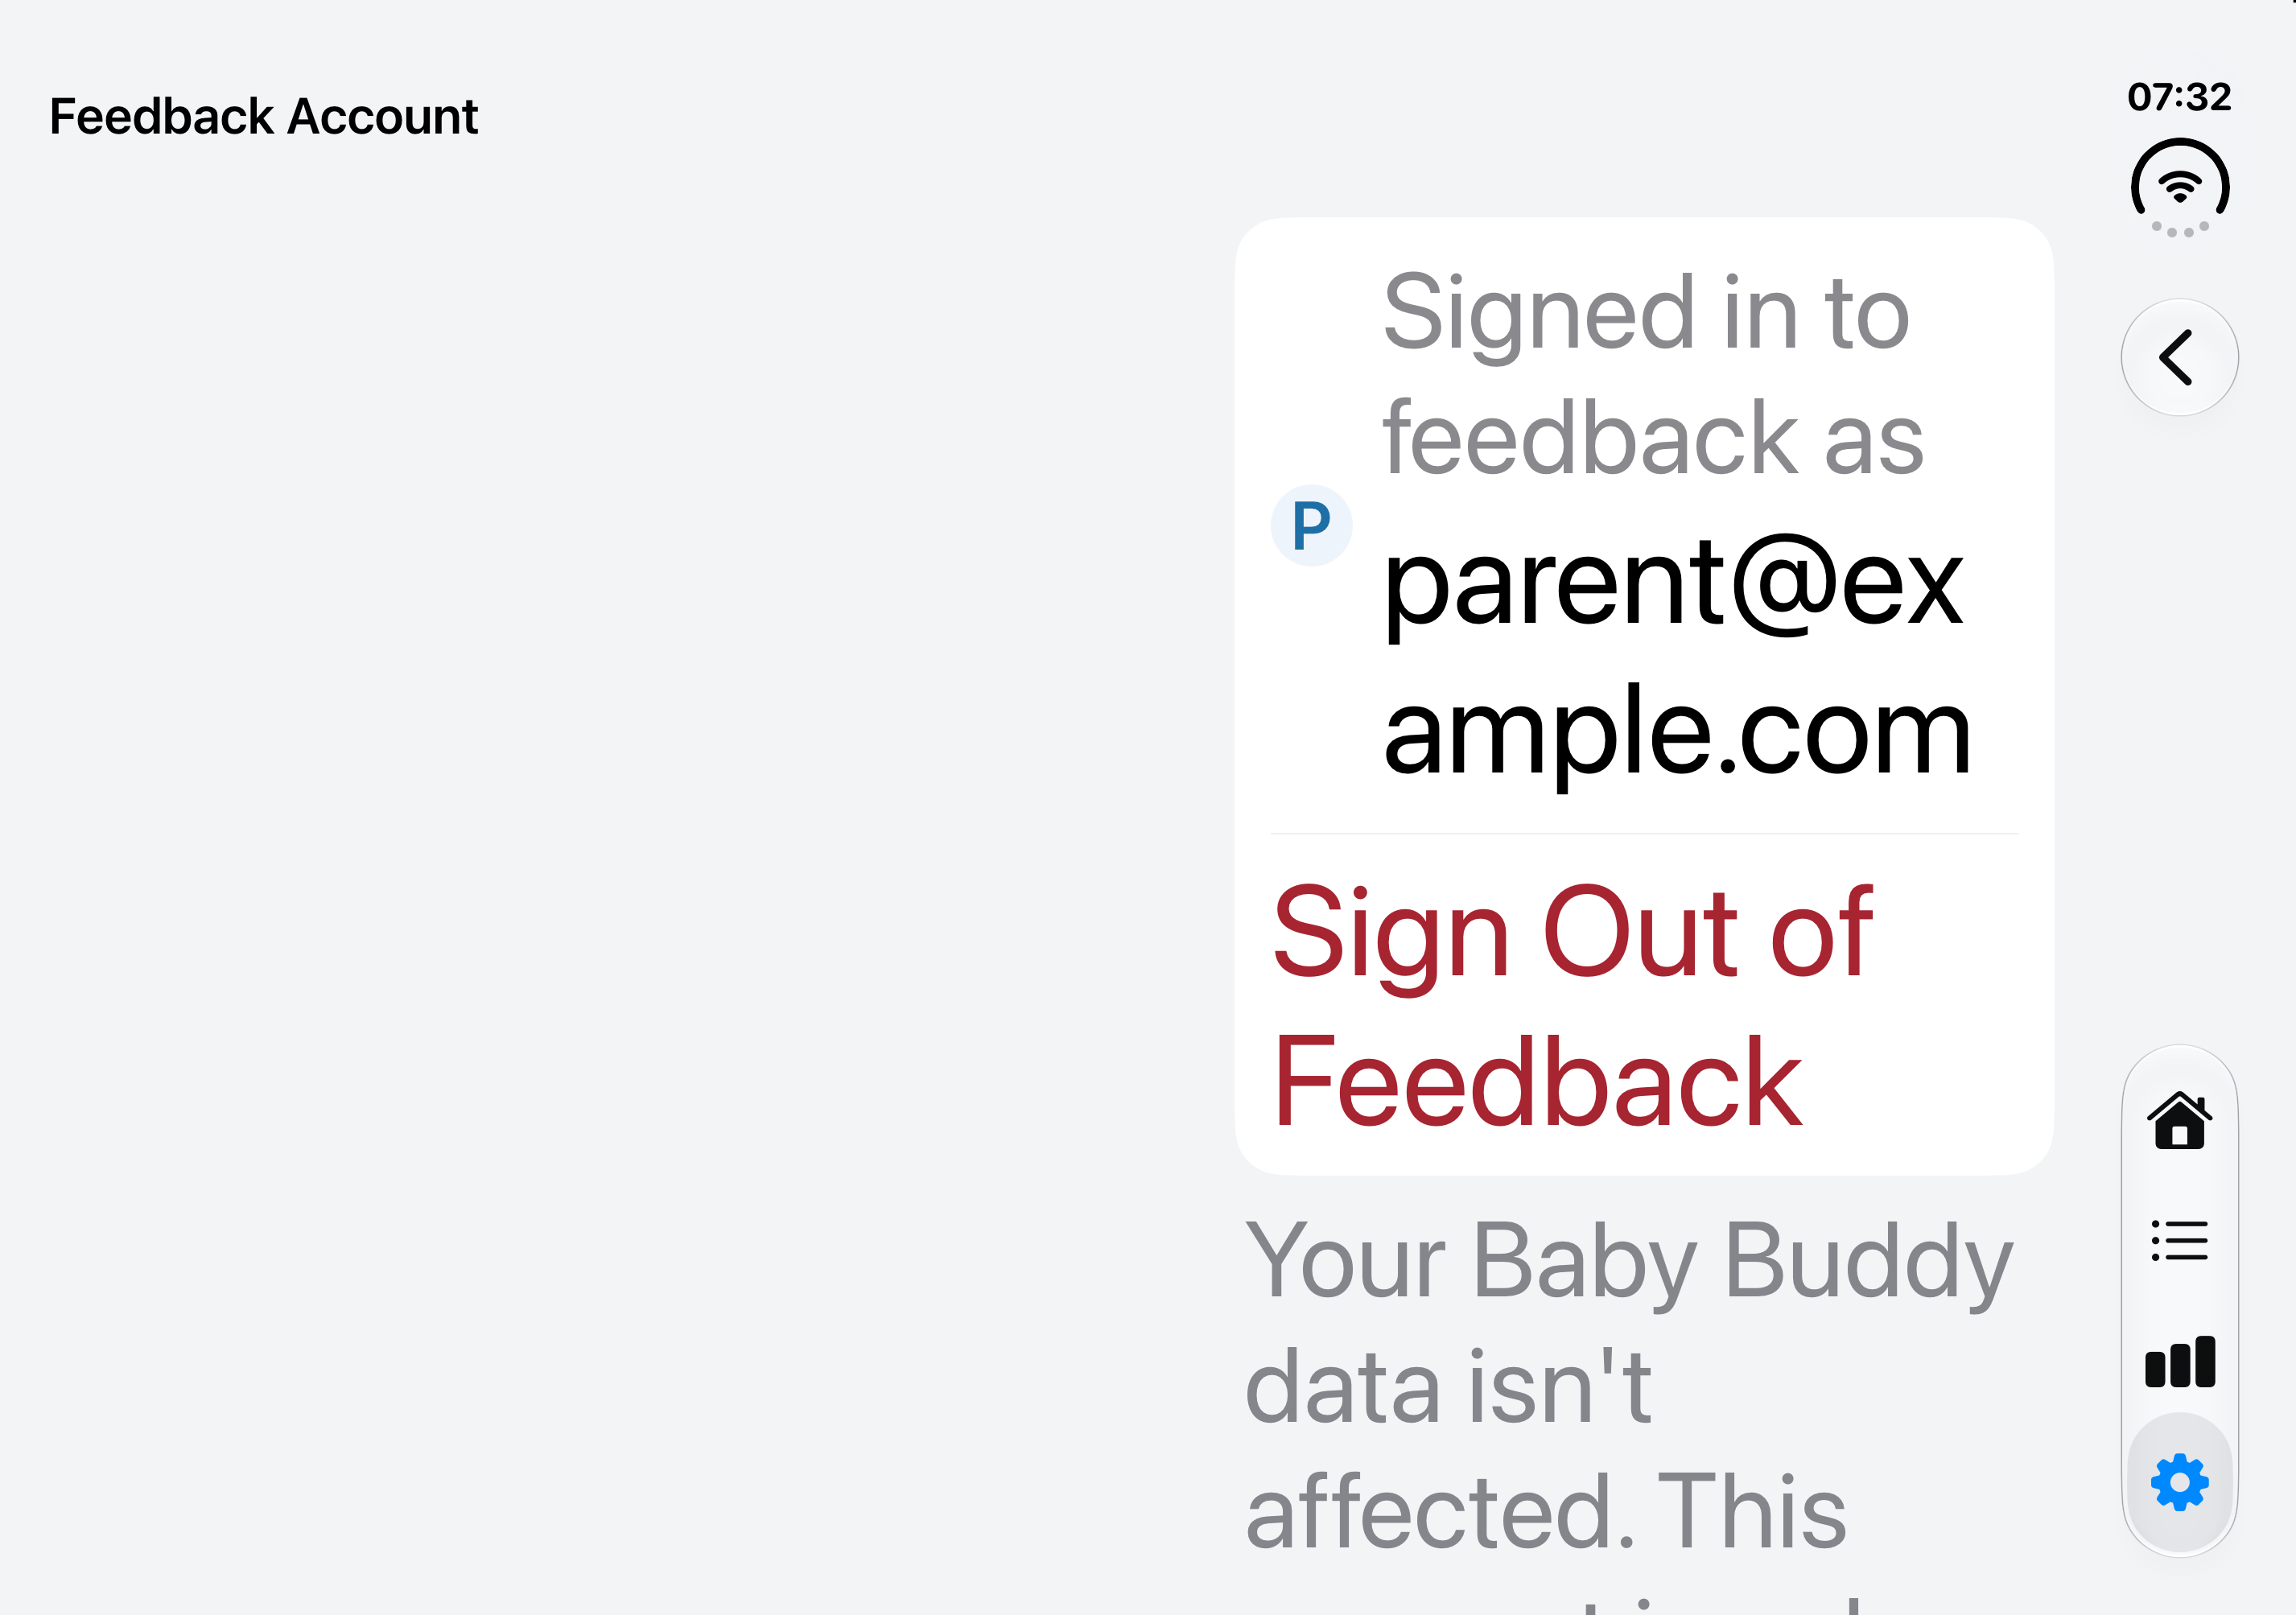 Feedback Account
07:32
Signed in to
feedback as
P
parent@ex
ample.com
Sign Out of
Feedback
Your Baby Buddy
data isn't
affected. This